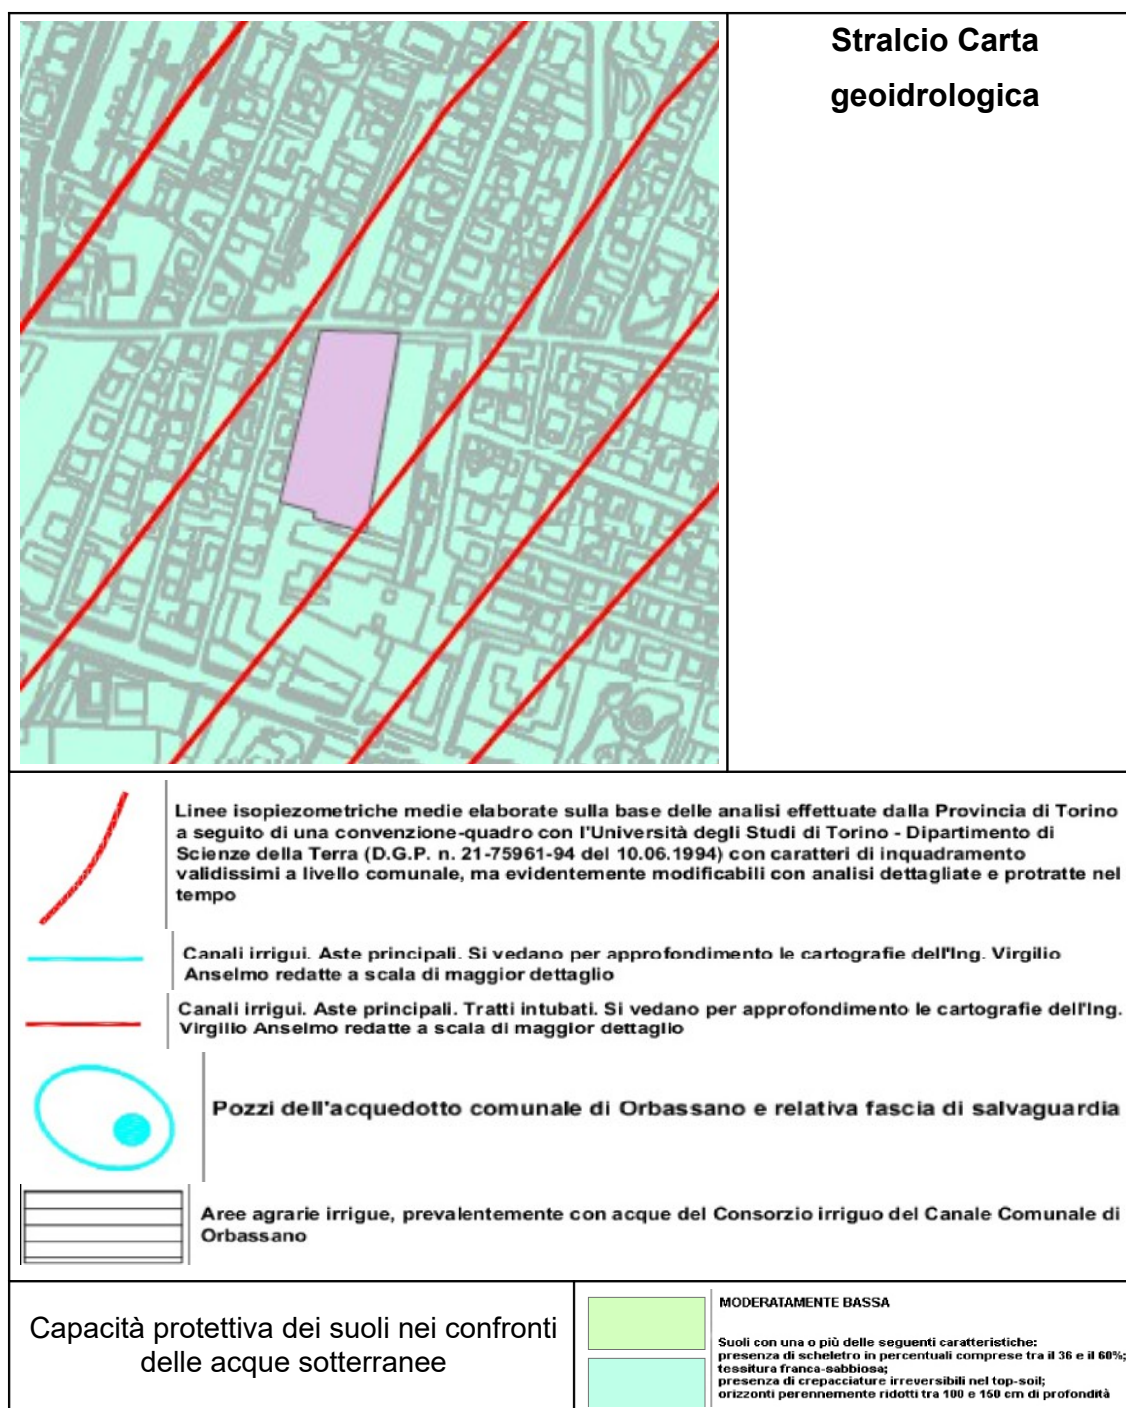 Stralcio Carta
geoidrologica
Linee isopiezometriche medie elaborate sulla base delle analisi effettuate dalla Provincia di Torino
a seguito di una convenzione-quadro con l'Università degli Studi di Torino - Dipartimento di
Scienze della Terra (D.G.P. n. 21-75961-94 del 10.06.1994) con caratteri di inquadramento
validissimi a livello comunale, ma evidentemente modificabili con analisi dettagliate e protratte nel
tempo
Canali irrigui. Aste principali. Si vedano per approfondimento le cartografie dell'Ing. Virgilio
Anselmo redatte a scala di maggior dettaglio
Canali irrigui. Aste principali. Tratti intubati. Si vedano per approfondimento le cartografie dell'Ing.
Virgilio Anselmo redatte a scala di maggior dettaglio
Pozzi dell'acquedotto comunale di Orbassano e relativa fascia di salvaguardia
Aree agrarie irrigue, prevalentemente con acque del Consorzio irriguo del Canale Comunale di
Orbassano
Capacità protettiva dei suoli nei confronti
delle acque sotterranee
MODERATAMENTE BASSA
Suoli con una o più delle seguenti caratteristiche:
presenza di scheletro in percentuali comprese tra il 36 e il 60%;
tessitura franca-sabbiosa;
presenza di crepacciature irreversibili nel top-soil;
orizzonti perennemente ridotti tra 100 e 150 cm di profondità